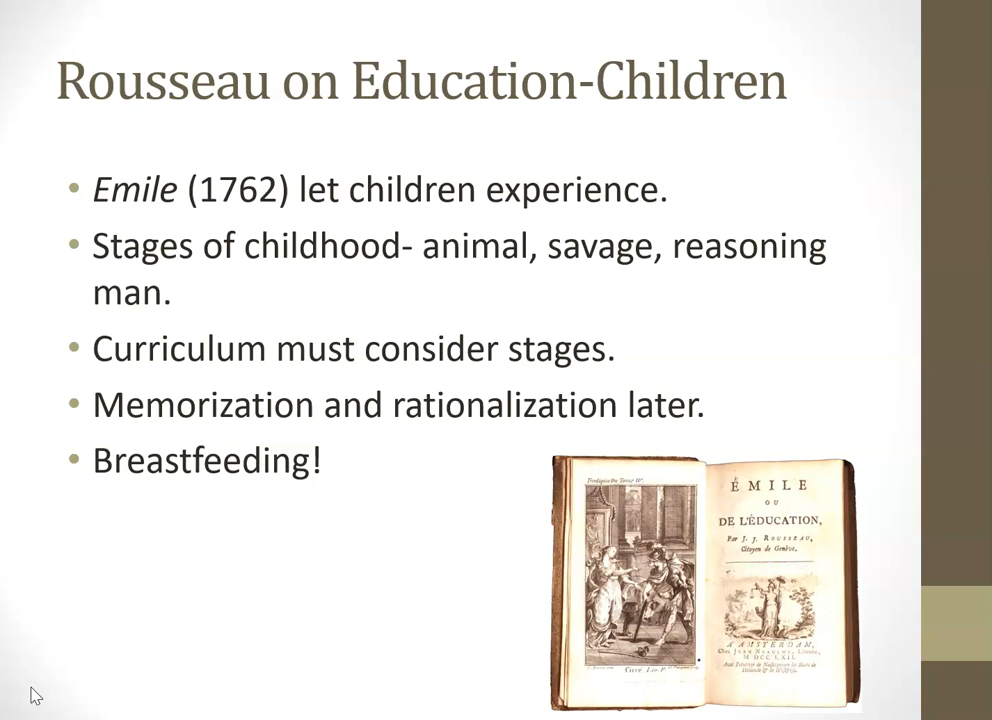 Rousseau on Education-Children
• Emile (1762) let children experience.
• Stages of childhood- animal, savage, reasoning
man.
• Curriculum must consider stages.
• Memorization and rationalization later.
• Breastfeeding!
ÉMILE
OU
DE L'ÉDUCATION,
Par J. J. ROUSSEAU,
Citoyen de Genève.
A AMSTERDAM,
Chez JEAN NÉAULME, Libraire,
M. DCC. LXII.